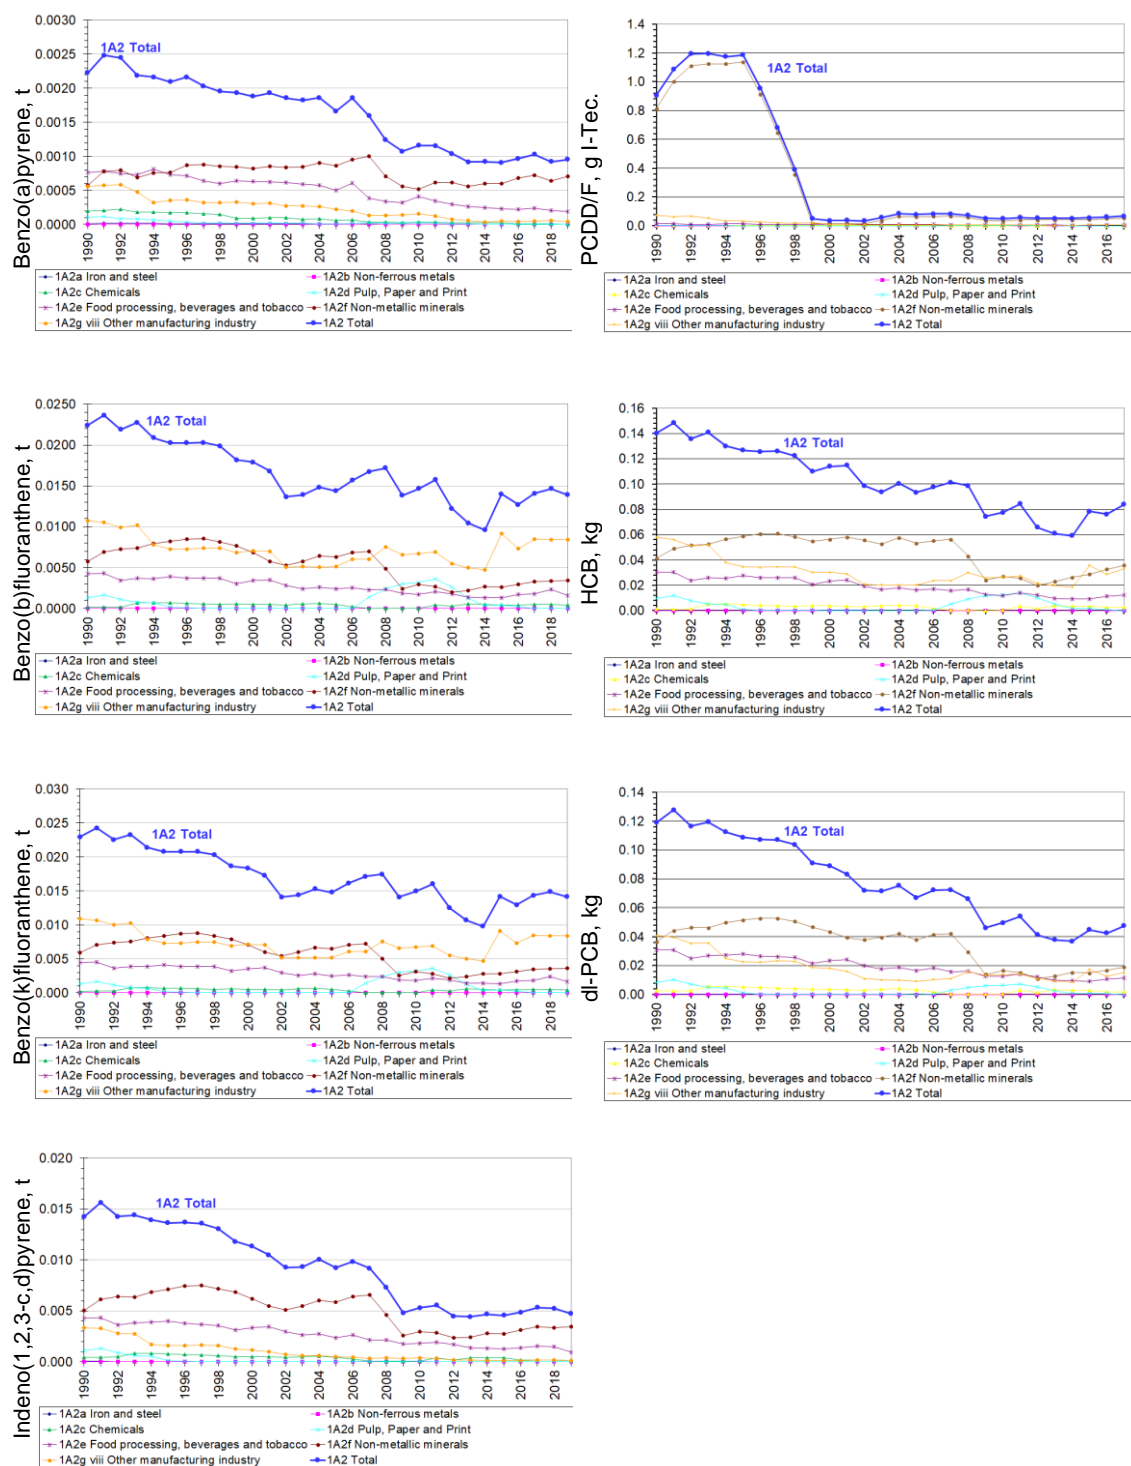 Benzo(a)pyrene, t
0.0030
0.0025
0.0020
0.0015
0.0010
0.0005
0.0000
1A2 Total
1990 1992 1994 1996 1998 2000 2002 2004 2006 2008 2010 2012 2014 2016 2018
1A2a Iron and steel 1A2b Non-ferrous metals
1A2c Chemicals 1A2d Pulp, Paper and Print
1A2e Food processing, beverages and tobacco 1A2f Non-metallic minerals
1A2g viii Other manufacturing industry 1A2 Total
PCDD/F, g I-Tec.
1.4
1.2
1.0
0.8
0.6
0.4
0.2
0.0
1A2 Total
1990 1992 1994 1996 1998 2000 2002 2004 2006 2008 2010 2012 2014 2016
1A2a Iron and steel 1A2b Non-ferrous metals
1A2c Chemicals 1A2d Pulp, Paper and Print
1A2e Food processing, beverages and tobacco 1A2f Non-metallic minerals
1A2g viii Other manufacturing industry 1A2 Total
Benzo(b)fluoranthene, t
0.0250
0.0200
0.0150
0.0100
0.0050
0.0000
1A2 Total
1990 1992 1994 1996 1998 2000 2002 2004 2006 2008 2010 2012 2014 2016 2018
1A2a Iron and steel 1A2b Non-ferrous metals
1A2c Chemicals 1A2d Pulp, Paper and Print
1A2e Food processing, beverages and tobacco 1A2f Non-metallic minerals
1A2g viii Other manufacturing industry 1A2 Total
HCB, kg
0.16
0.14
0.12
0.10
0.08
0.06
0.04
0.02
0.00
1A2 Total
1990 1992 1994 1996 1998 2000 2002 2004 2006 2008 2010 2012 2014 2016
1A2a Iron and steel 1A2b Non-ferrous metals
1A2c Chemicals 1A2d Pulp, Paper and Print
1A2e Food processing, beverages and tobacco 1A2f Non-metallic minerals
1A2g viii Other manufacturing industry 1A2 Total
Benzo(k)fluoranthene, t
0.030
0.025
0.020
0.015
0.010
0.005
0.000
1A2 Total
1990 1992 1994 1996 1998 2000 2002 2004 2006 2008 2010 2012 2014 2016 2018
1A2a Iron and steel 1A2b Non-ferrous metals
1A2c Chemicals 1A2d Pulp, Paper and Print
1A2e Food processing, beverages and tobacco 1A2f Non-metallic minerals
1A2g viii Other manufacturing industry 1A2 Total
dl-PCB, kg
0.14
0.12
0.10
0.08
0.06
0.04
0.02
0.00
1A2 Total
1990 1992 1994 1996 1998 2000 2002 2004 2006 2008 2010 2012 2014 2016
1A2a Iron and steel 1A2b Non-ferrous metals
1A2c Chemicals 1A2d Pulp, Paper and Print
1A2e Food processing, beverages and tobacco 1A2f Non-metallic minerals
1A2g viii Other manufacturing industry 1A2 Total
Indeno(1,2,3-c,d)pyrene, t
0.020
0.015
0.010
0.005
0.000
1A2 Total
1990 1992 1994 1996 1998 2000 2002 2004 2006 2008 2010 2012 2014 2016 2018
1A2a Iron and steel 1A2b Non-ferrous metals
1A2c Chemicals 1A2d Pulp, Paper and Print
1A2e Food processing, beverages and tobacco 1A2f Non-metallic minerals
1A2g viii Other manufacturing industry 1A2 Total